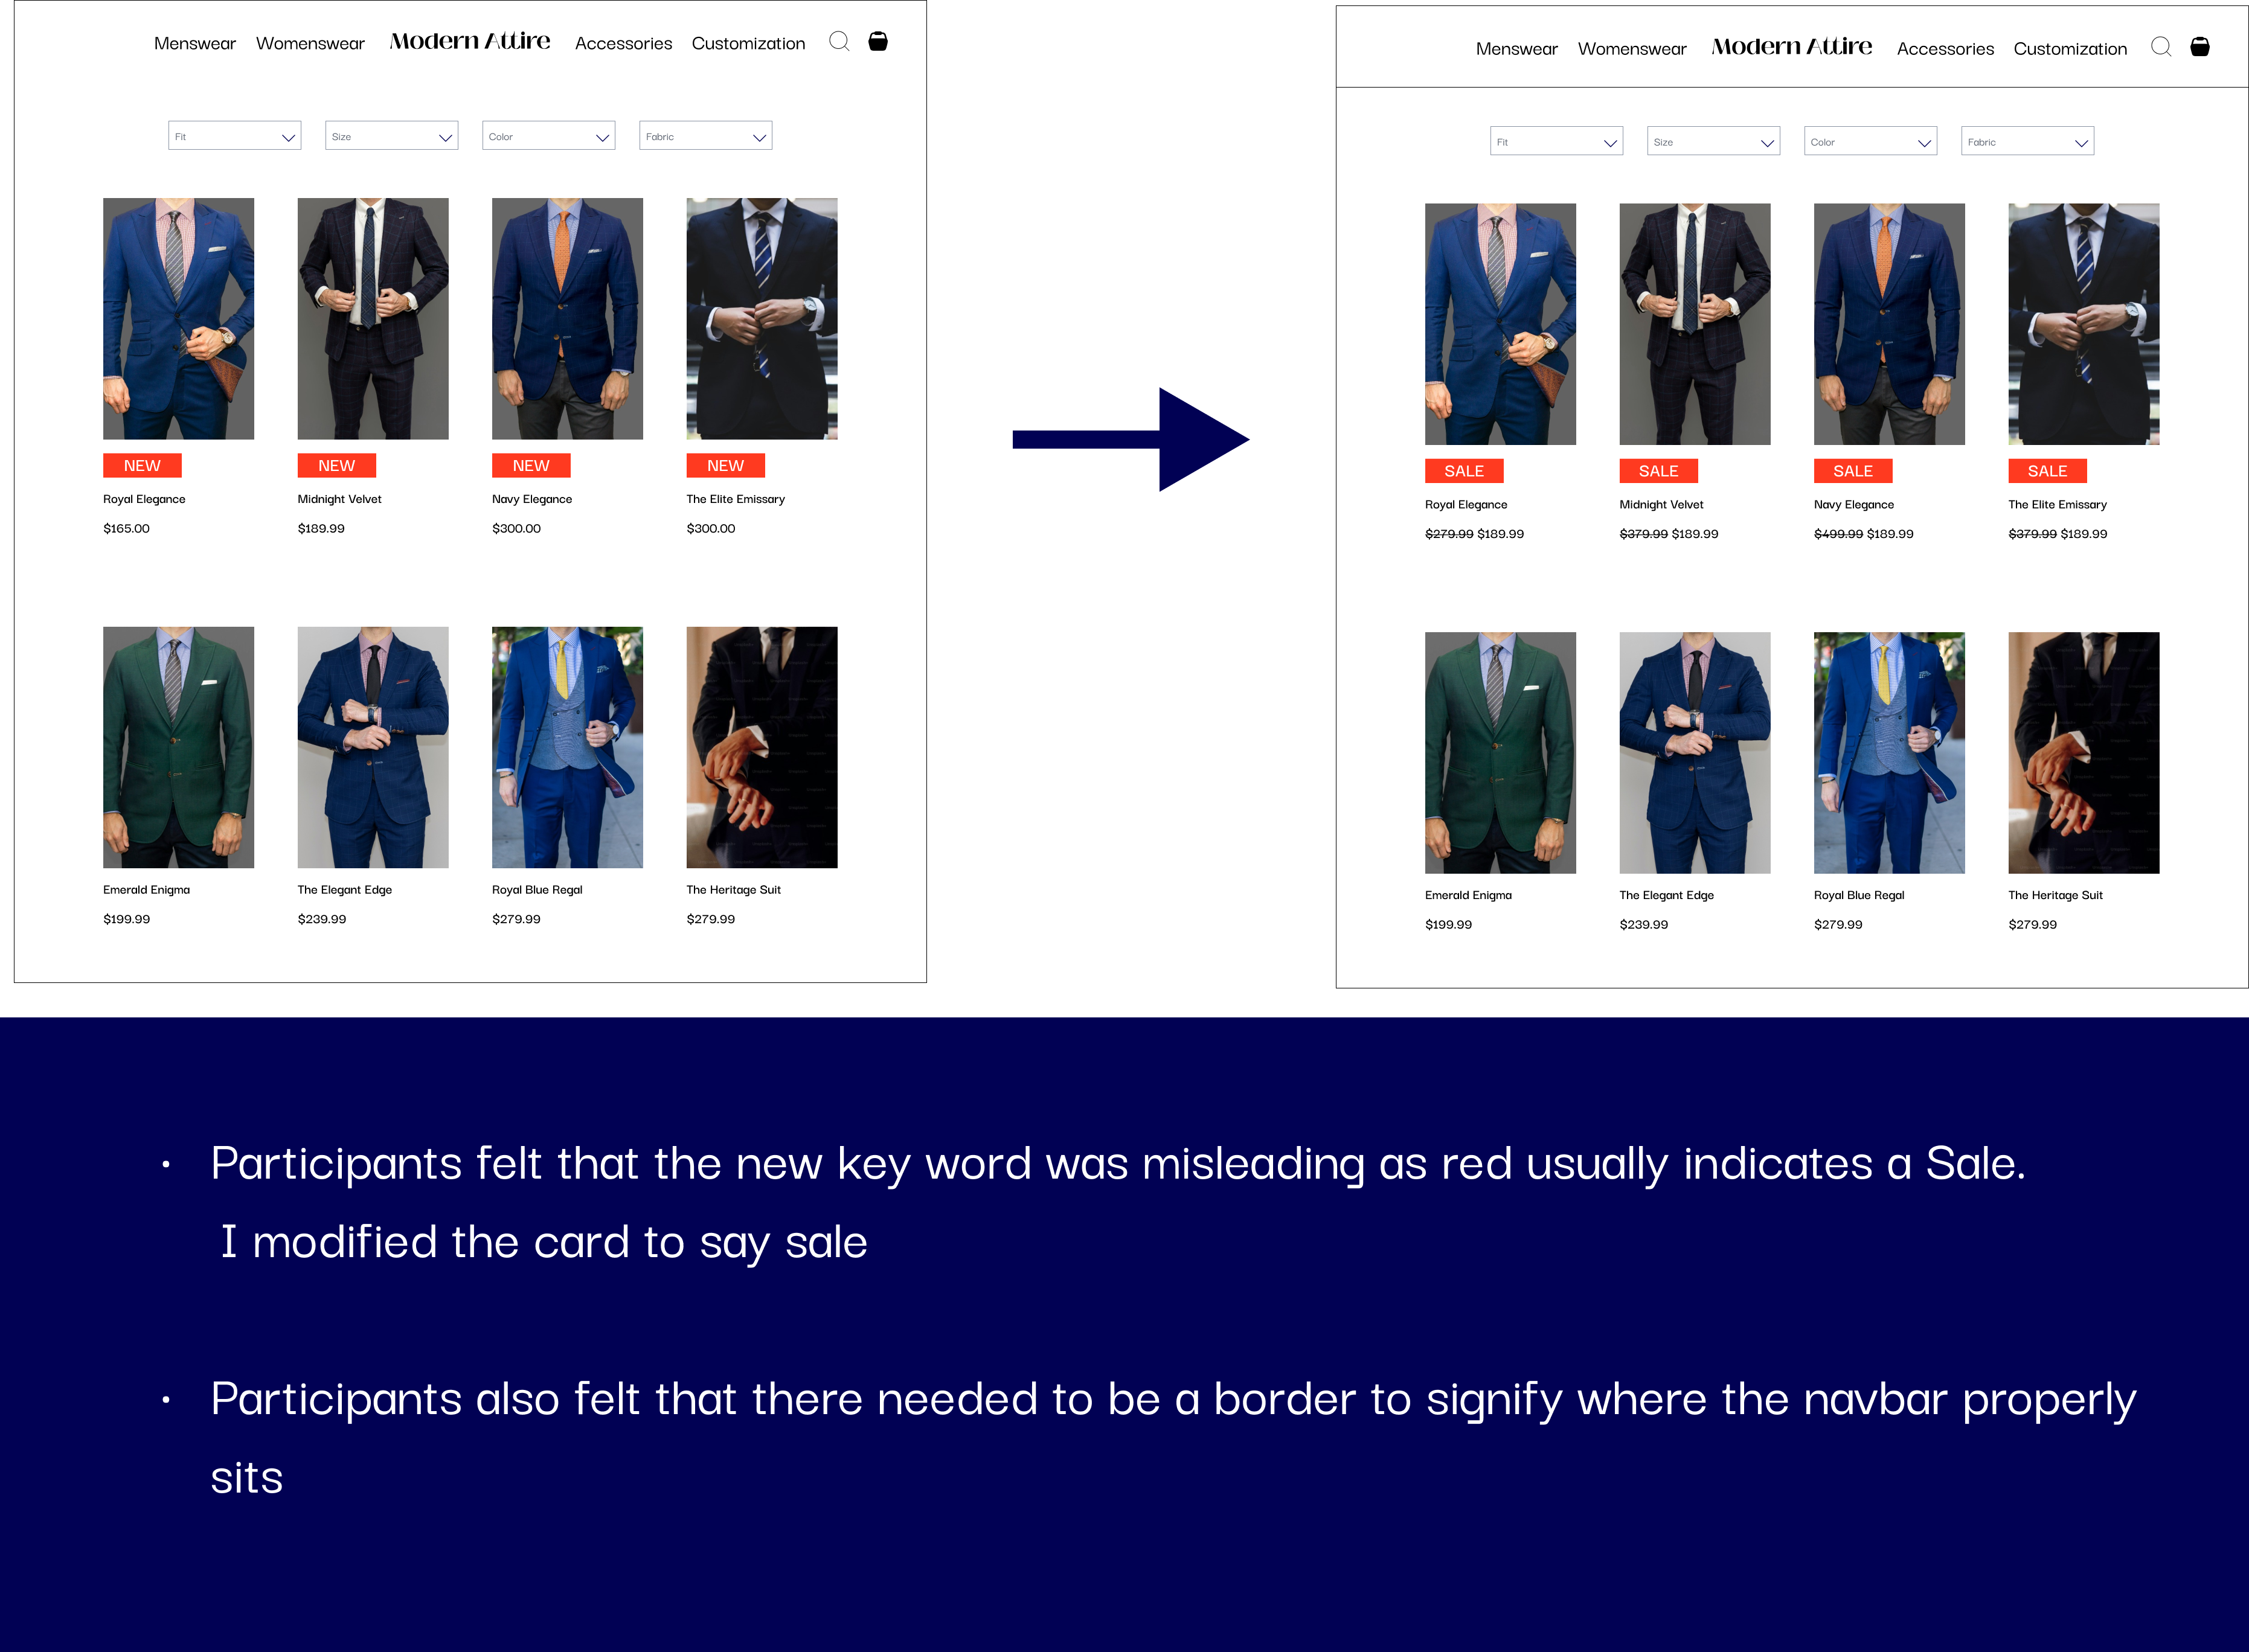 Menswear Womenswear Modern Attire Accessories Customization
Fit Size Color Fabric
NEW NEW NEW NEW
Royal Elegance Midnight Velvet Navy Elegance The Elite Emissary
$165.00 $189.99 $300.00 $300.00
Emerald Enigma The Elegant Edge Royal Blue Regal The Heritage Suit
$199.99 $239.99 $279.99 $279.99
Menswear Womenswear Modern Attire Accessories Customization
Fit Size Color Fabric
SALE SALE SALE SALE
Royal Elegance Midnight Velvet Navy Elegance The Elite Emissary
$279.99 $189.99 $379.99 $189.99 $499.99 $189.99 $379.99 $189.99
Emerald Enigma The Elegant Edge Royal Blue Regal The Heritage Suit
$199.99 $239.99 $279.99 $279.99
• Participants felt that the new key word was misleading as red usually indicates a Sale.
I modified the card to say sale
• Participants also felt that there needed to be a border to signify where the navbar properly
sits